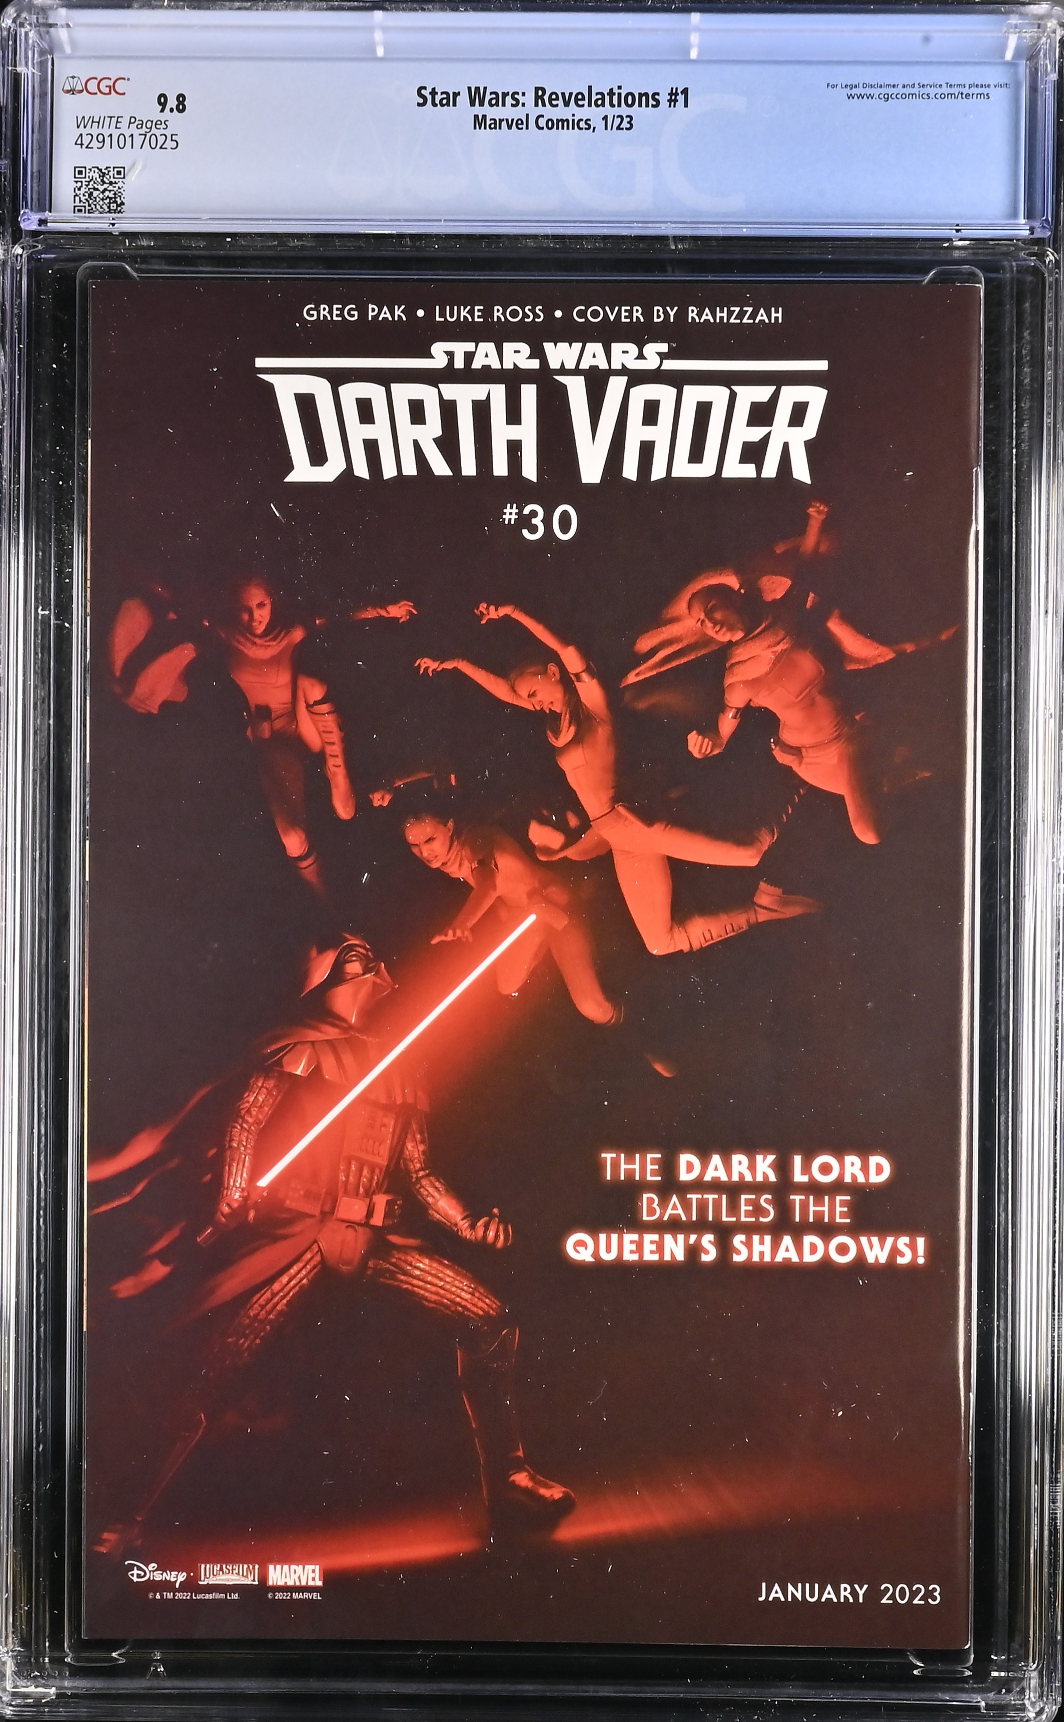 CGC
9.8
WHITE Pages
4291017025
Star Wars: Revelations #1
Marvel Comics, 1/23
For Legal Disclaimer and Service Terms please visit:
www.cgccomics.com/terms
CGC
GREG PAK • LUKE ROSS • COVER BY RAHZZAH
STAR WARS™
DARTH VADER
#30
THE DARK LORD
BATTLES THE
QUEEN'S SHADOWS!
DISNEY · LUCASFILM MARVEL
© & TM 2022 Lucasfilm Ltd. © 2022 MARVEL
JANUARY 2023